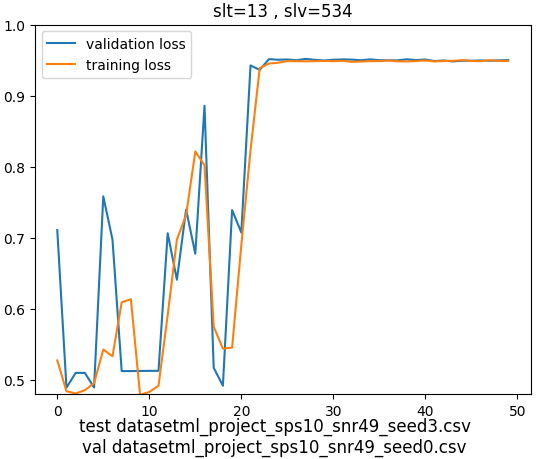 slt=13 , slv=534
1.0
validation loss
training loss
0.9
0.8
0.7
0.6
0.5
0 10 20 30 40 50
test datasetml_project_sps10_snr49_seed3.csv
val datasetml_project_sps10_snr49_seed0.csv